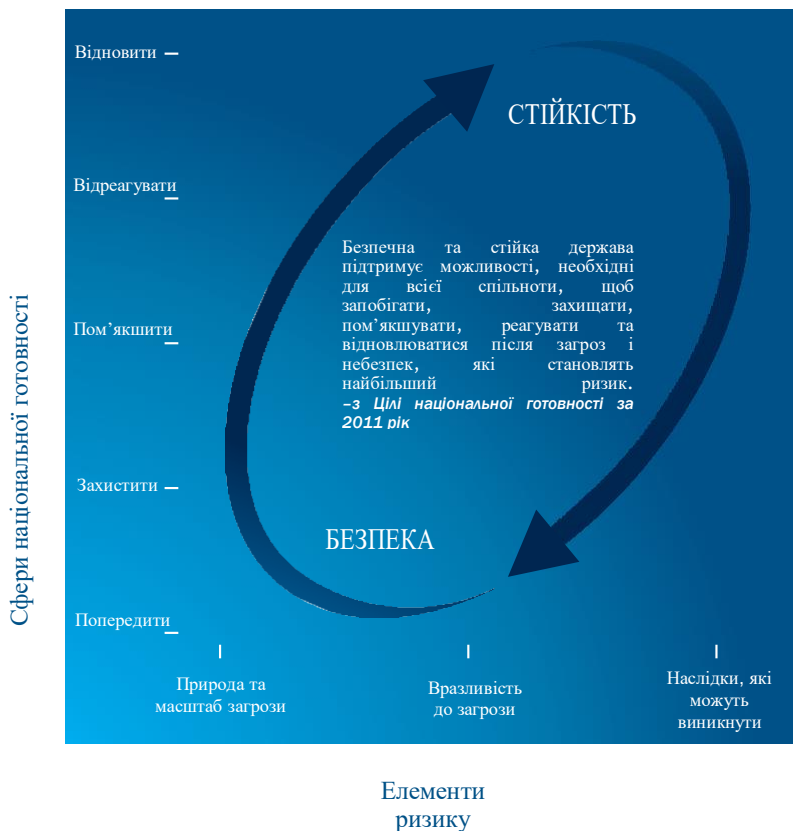 Сфери національної готовності
Відновити
Відреагувати
Пом’якшити
Захистити
Попередити
СТІЙКІСТЬ
Безпечна та стійка держава
підтримує можливості, необхідні
для всієї спільноти, щоб
запобігати, захищати,
пом’якшувати, реагувати та
відновлюватися після загроз і
небезпек, які становлять
найбільший ризик.
–з Цілі національної готовності за
2011 рік
БЕЗПЕКА
Природа та
масштаб загрози
Вразливість
до загрози
Наслідки, які
можуть
виникнути
Елементи
ризику